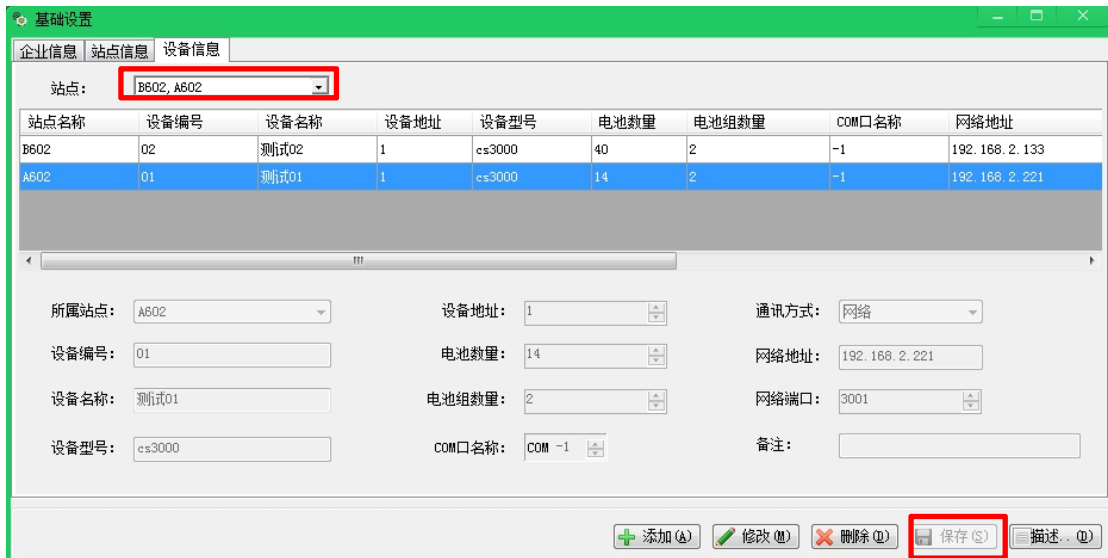 基础设置
企业信息 站点信息 设备信息
站点： B602, A602
站点名称 设备编号 设备名称 设备地址 设备型号 电池数量 电池组数量 COM口名称 网络地址
B602 02 测试02 1 cs3000 40 2 -1 192.168.2.133
A602 01 测试01 1 cs3000 14 2 -1 192.168.2.221
所属站点： A602 设备地址： 1 通讯方式： 网络
设备编号： 01 电池数量： 14 网络地址： 192.168.2.221
设备名称： 测试01 电池组数量： 2 网络端口： 3001
设备型号： cs3000 COM口名称： COM -1 备注：
添加(A) 修改(M) 删除(D) 保存(S) 描述..(D)